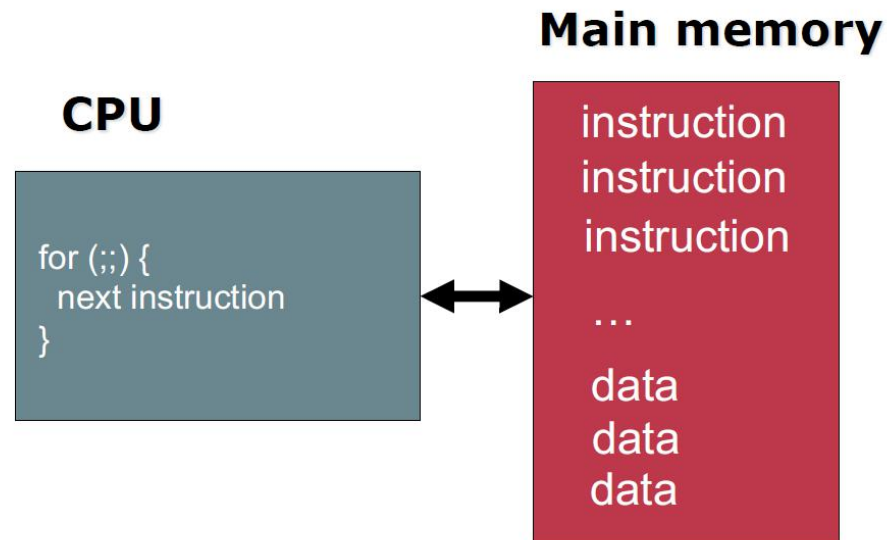 Main memory
CPU
instruction
instruction
instruction
for (;;) {
next instruction
}
...
data
data
data